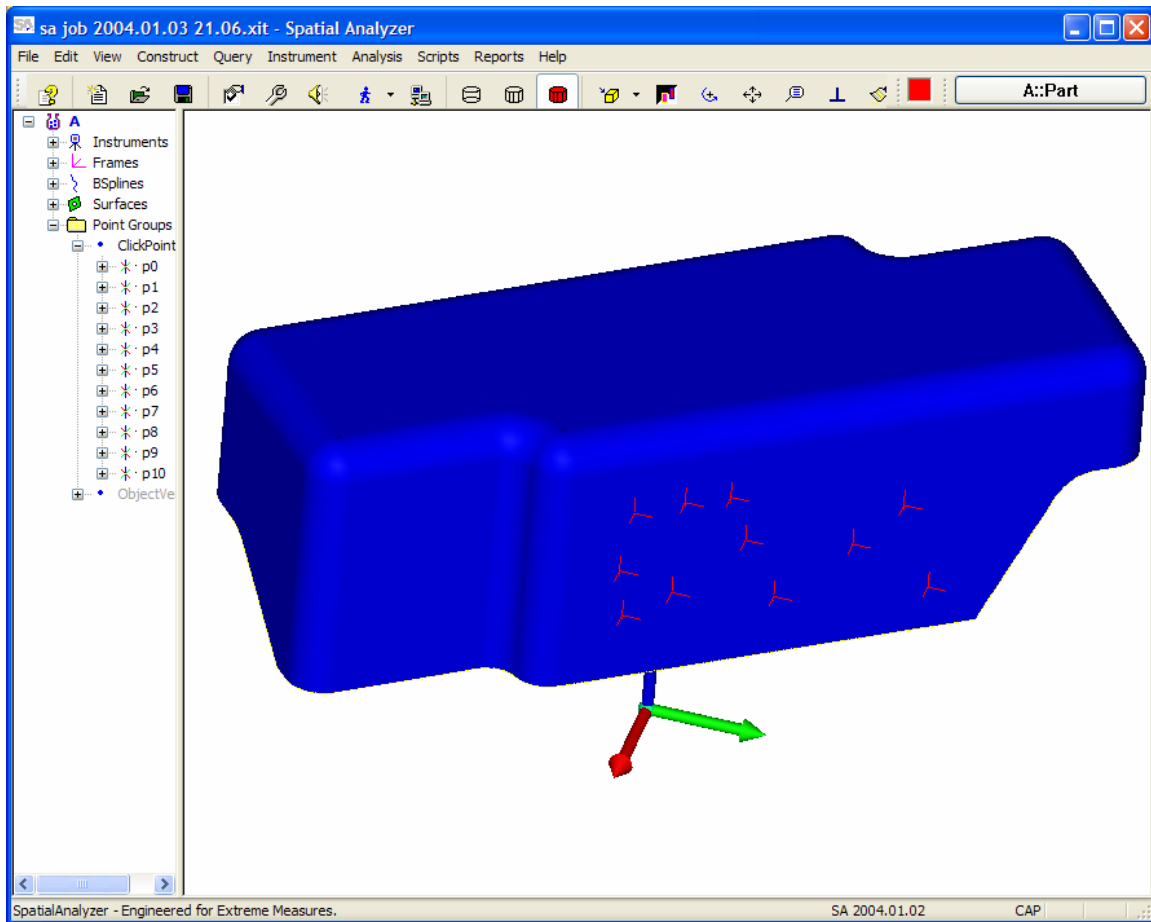 sa job 2004.01.03 21.06.xit - Spatial Analyzer
File Edit View Construct Query Instrument Analysis Scripts Reports Help
A::Part
A
Instruments
Frames
BSplines
Surfaces
Point Groups
ClickPoint
p0
p1
p2
p3
p4
p5
p6
p7
p8
p9
p10
ObjectVe
SpatialAnalyzer - Engineered for Extreme Measures. SA 2004.01.02 CAP